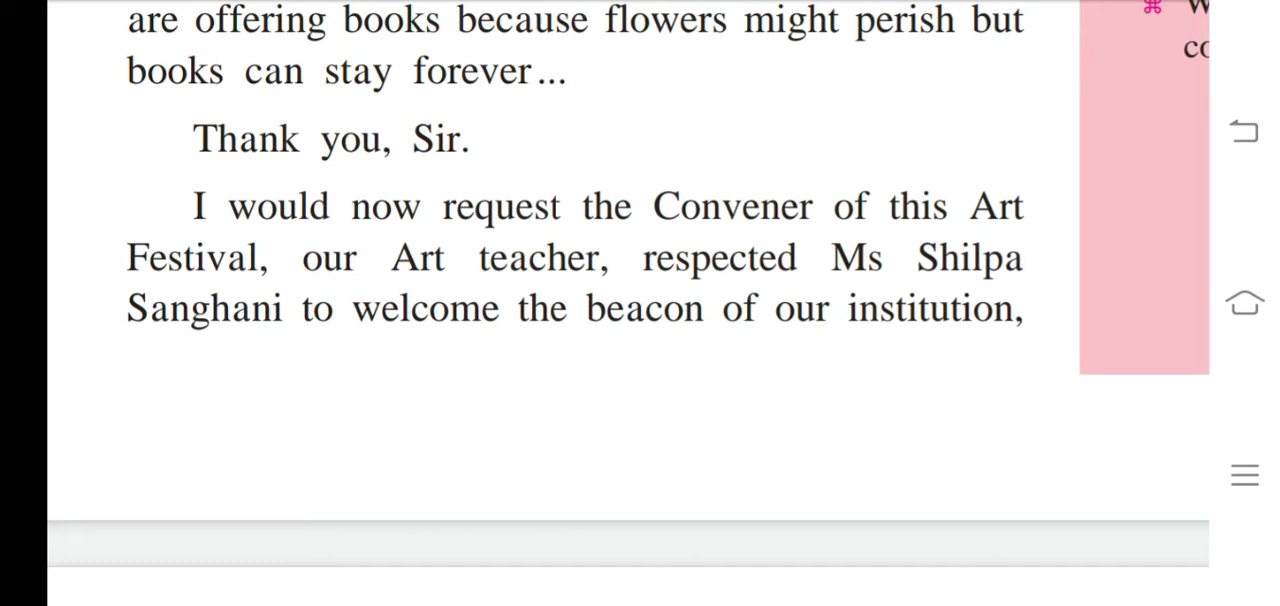 are offering books because flowers might perish but
books can stay forever...
Thank you, Sir.
I would now request the Convener of this Art
Festival, our Art teacher, respected Ms Shilpa
Sanghani to welcome the beacon of our institution,